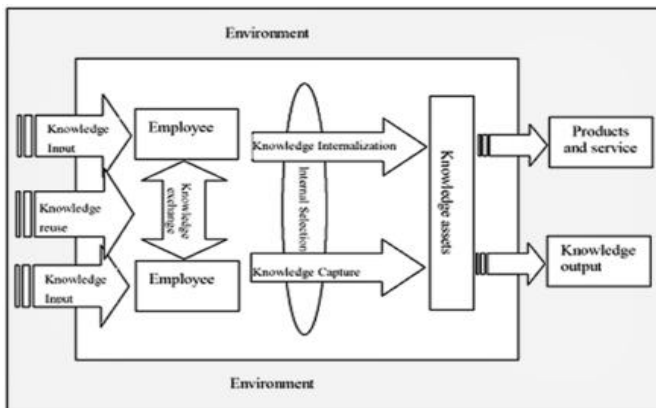 Environment
Knowledge
Input
Employee
Knowledge Internalization
Products
and service
Knowledge
reuse
Knowledge
exchange
Internal Selection
Knowledge assets
Knowledge
Input
Employee
Knowledge Capture
Knowledge
output
Environment